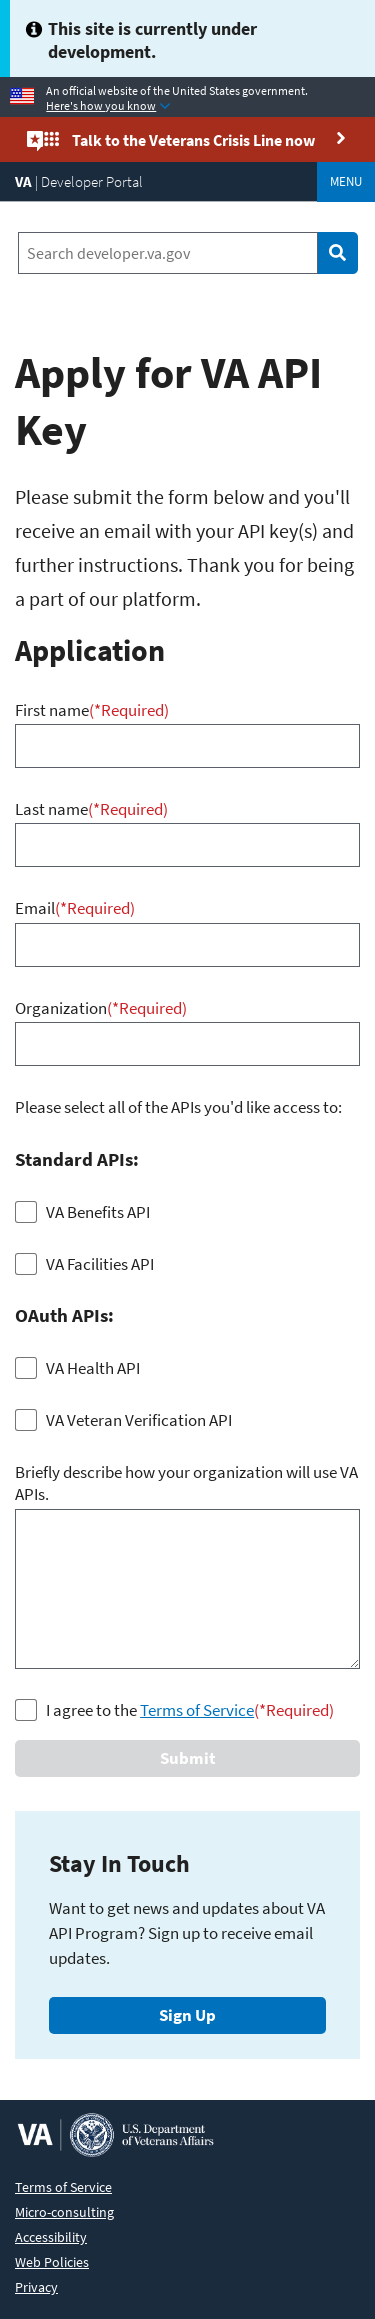 This site is currently under
development.
An official website of the United States government.
Here's how you know
Talk to the Veterans Crisis Line now
VA | Developer Portal
MENU
Search developer.va.gov
Apply for VA API
Key
Please submit the form below and you'll
receive an email with your API key(s) and
further instructions. Thank you for being
a part of our platform.
Application
First name(*Required)
Last name(*Required)
Email(*Required)
Organization(*Required)
Please select all of the APIs you'd like access to:
Standard APIs:
VA Benefits API
VA Facilities API
OAuth APIs:
VA Health API
VA Veteran Verification API
Briefly describe how your organization will use VA
APIs.
I agree to the Terms of Service(*Required)
Submit
Stay In Touch
Want to get news and updates about VA
API Program? Sign up to receive email
updates.
Sign Up
VA
U.S. Department
of Veterans Affairs
Terms of Service
Micro-consulting
Accessibility
Web Policies
Privacy